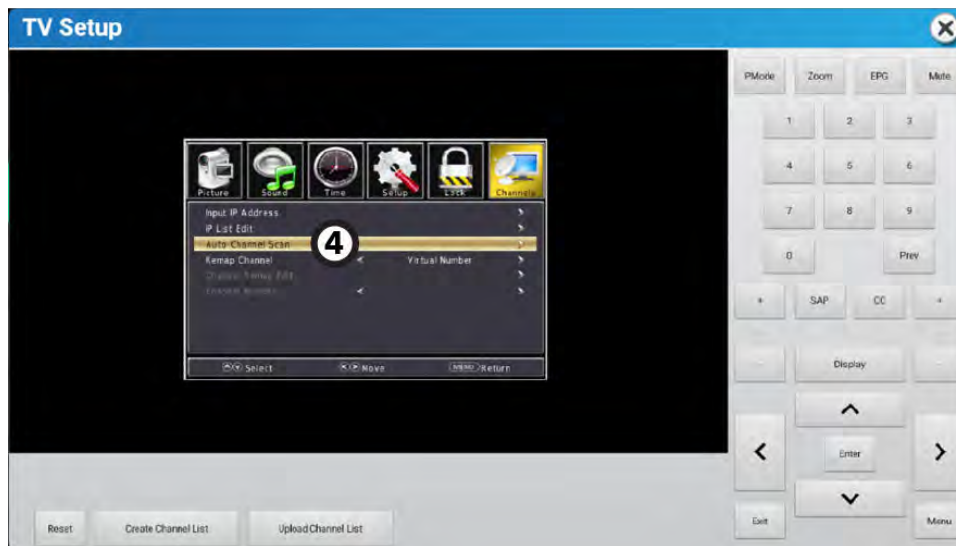 TV Setup
PMode Zoom EPG Mute
1 2 3
4 5 6
7 8 9
0 Prev
+ SAP CC +
- Display -
Enter
Exit Menu
Picture Sound Time Setup Lock Channels
Input IP Address
IP List Edit
Auto Channel Scan
4
Remap Channel Virtual Number
Select Move MENU Return
Reset Create Channel List Upload Channel List